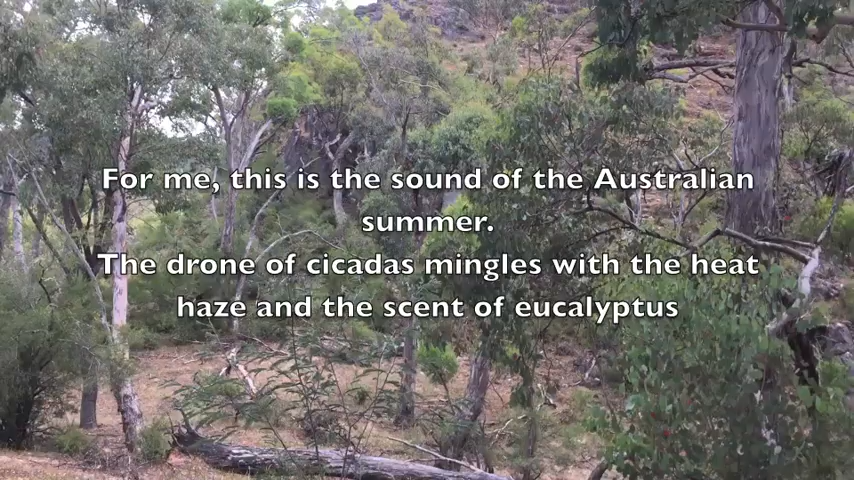 For me, this is the sound of the Australian
summer.
The drone of cicadas mingles with the heat
haze and the scent of eucalyptus